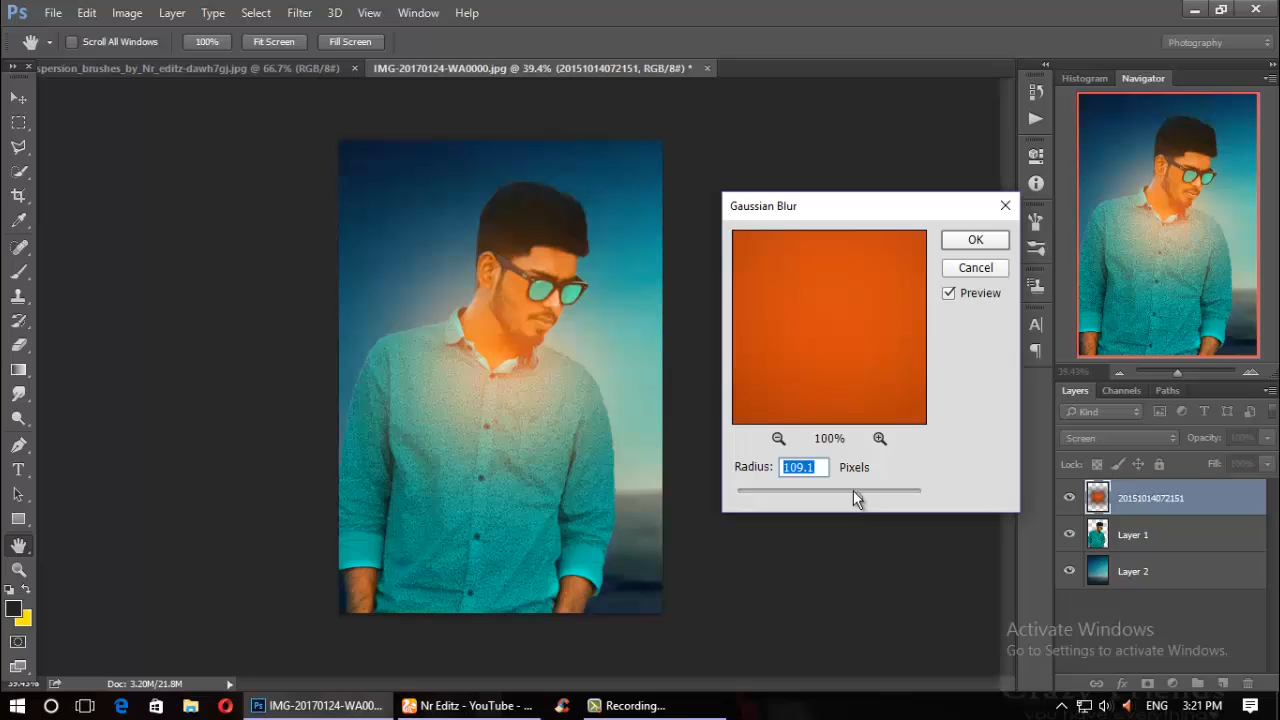 Ps File Edit Image Layer Type Select Filter 3D View Window Help
Scroll All Windows 100% Fit Screen Fill Screen Photography
spersion_brushes_by_Nr_editz-dawh7gj.jpg @ 66.7% (RGB/8#) × IMG-20170124-WA0000.jpg @ 39.4% (20151014072151, RGB/8#) * ×
Histogram Navigator
Gaussian Blur
OK
Cancel
Preview
100%
Radius: 109.1 Pixels
39.43%
Layers Channels Paths
Kind
Screen Opacity: 100%
Lock: Fill: 100%
20151014072151
Layer 1
Layer 2
Activate Windows
Go to Settings to activate Windows.
39.43% Doc: 3.20M/21.8M
IMG-20170124-WA00... Nr Editz - YouTube - ... Recording... ENG 3:21 PM